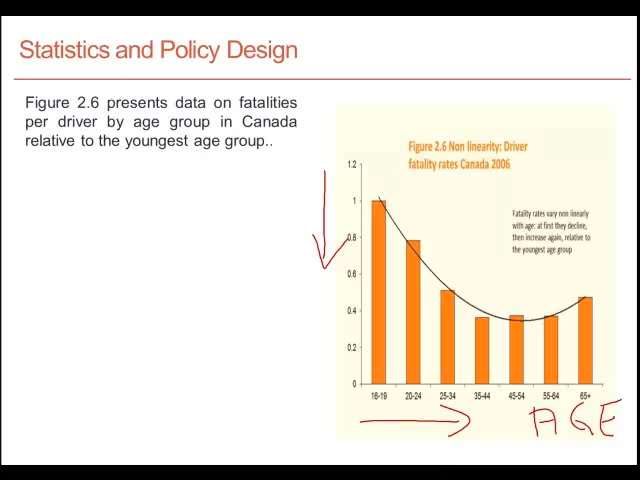 Statistics and Policy Design
Figure 2.6 presents data on fatalities
per driver by age group in Canada
relative to the youngest age group..
Figure 2.6 Non linearity: Driver
fatality rates Canada 2006
1.2
1
0.8
0.6
0.4
0.2
0
Fatality rates vary non linearly
with age: at first they decline,
then increase again, relative to
the youngest age group
16-19 20-24 25-34 35-44 45-54 55-64 65+
AGE